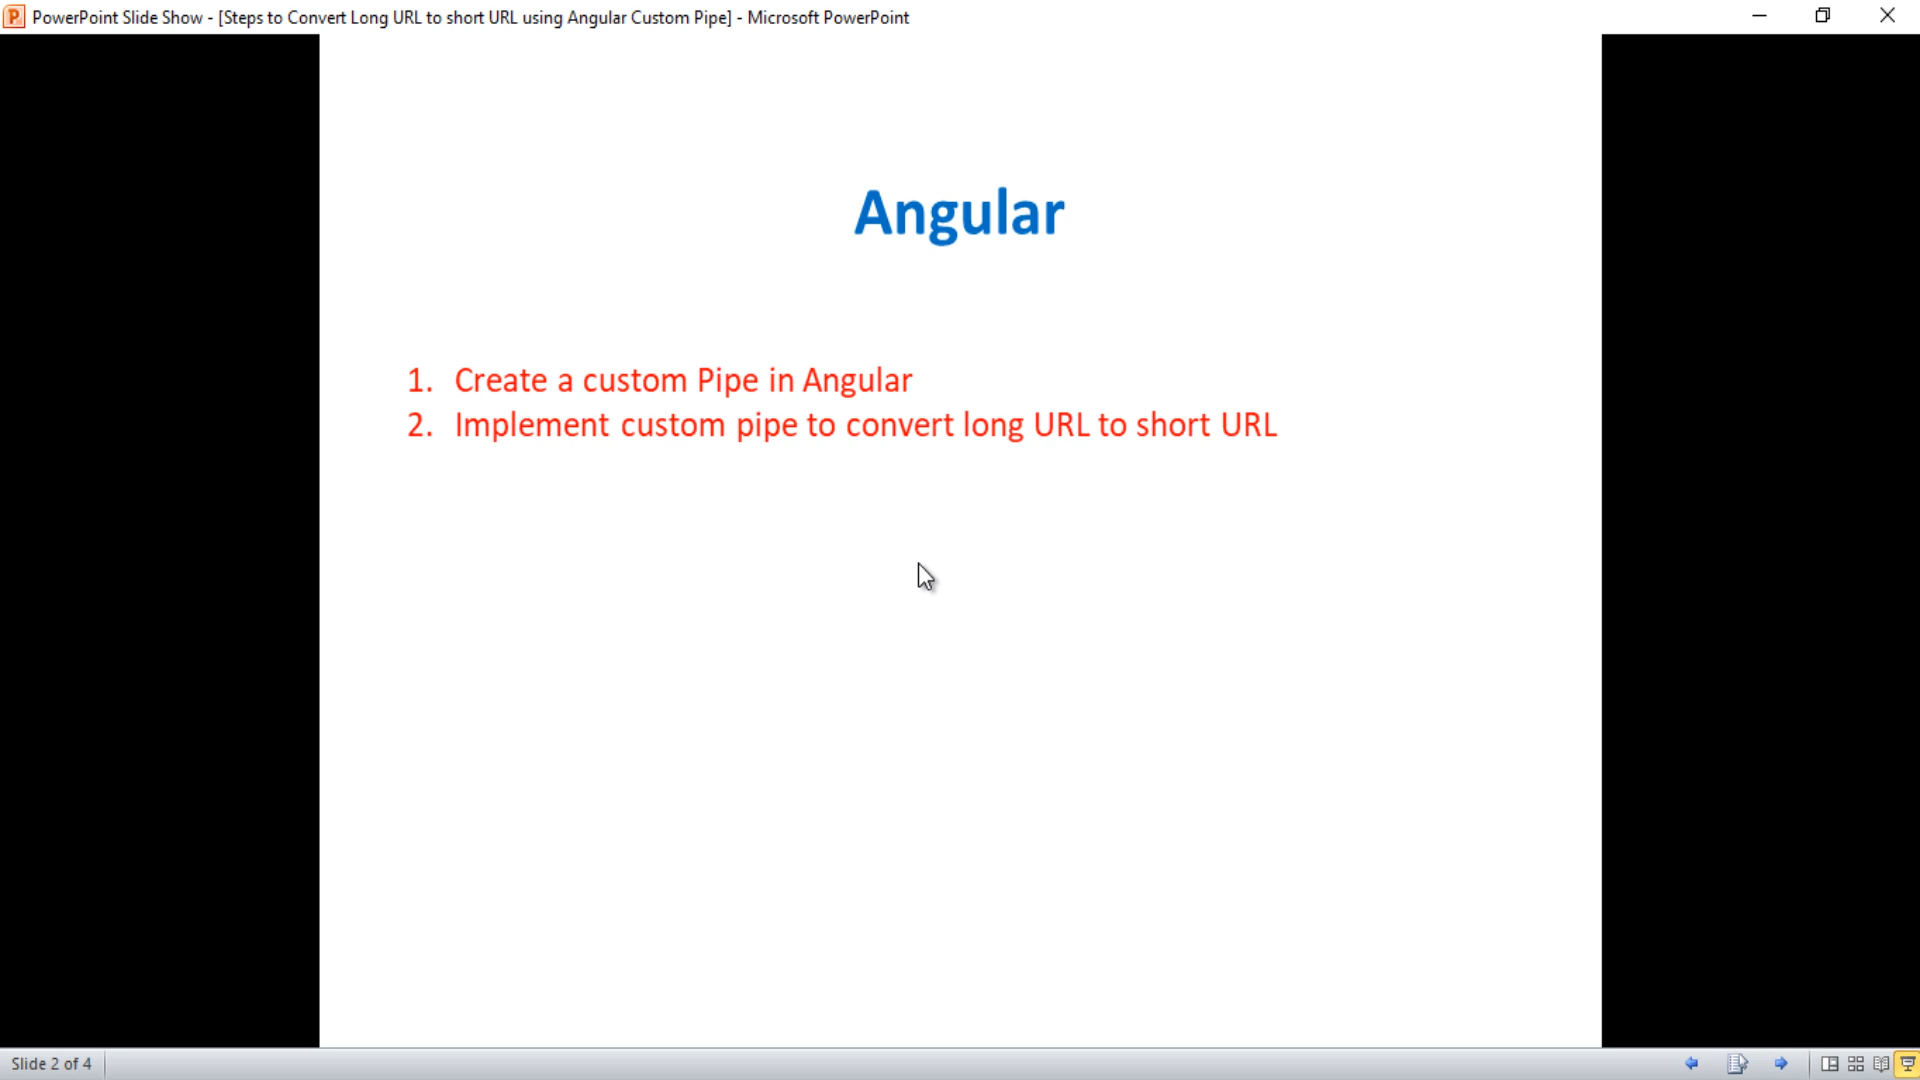 PowerPoint Slide Show - [Steps to Convert Long URL to short URL using Angular Custom Pipe] - Microsoft PowerPoint
Angular
1. Create a custom Pipe in Angular
2. Implement custom pipe to convert long URL to short URL
Slide 2 of 4